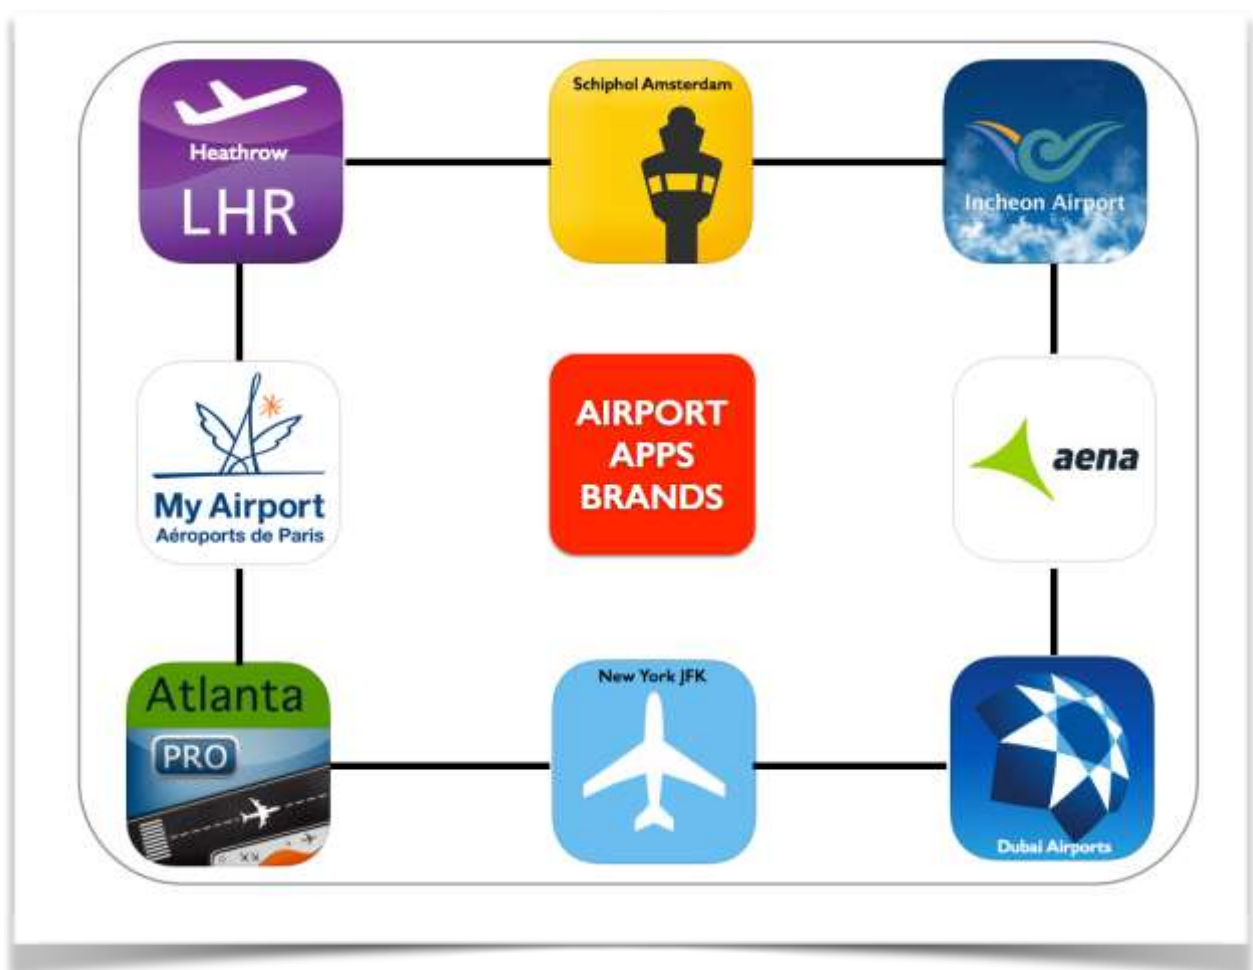 Heathrow
LHR
Schiphol Amsterdam
Incheon Airport
My Airport
Aéroports de Paris
AIRPORT
APPS
BRANDS
aena
Atlanta
PRO
New York JFK
Dubai Airports